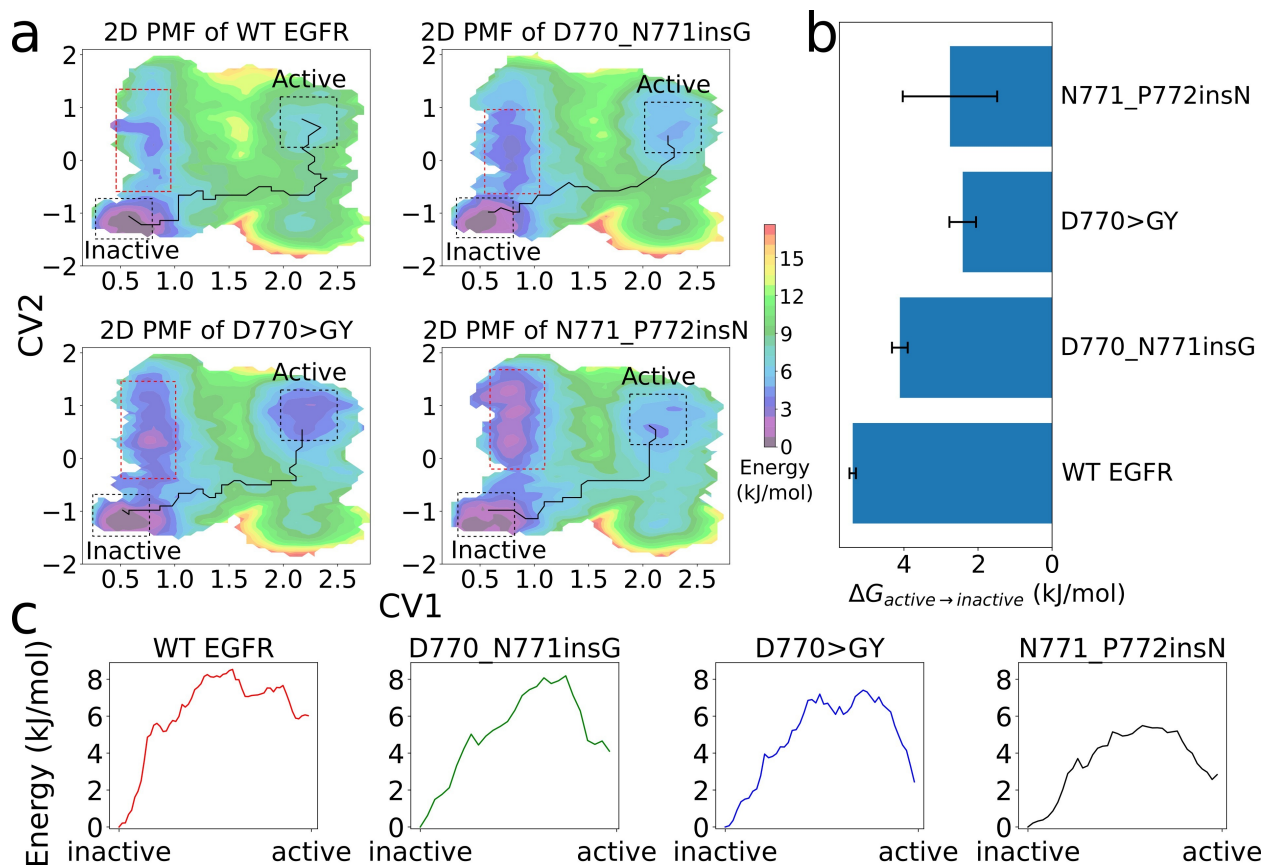 a
2D PMF of WT EGFR
2D PMF of D770_N771insG
b
2
1
0
−1
−2
Active
Inactive
0.5 1.0 1.5 2.0 2.5
2
1
0
−1
−2
Active
Inactive
0.5 1.0 1.5 2.0 2.5
CV2
2D PMF of D770>GY
2D PMF of N771_P772insN
2
1
0
−1
−2
Active
Inactive
0.5 1.0 1.5 2.0 2.5
2
1
0
−1
−2
Active
Inactive
0.5 1.0 1.5 2.0 2.5
CV1
15
12
9
6
3
0
Energy
(kJ/mol)
N771_P772insN
D770>GY
D770_N771insG
WT EGFR
4 2 0
ΔGactive→inactive (kJ/mol)
c
Energy (kJ/mol)
WT EGFR
8
6
4
2
0
inactive active
D770_N771insG
8
6
4
2
0
inactive active
D770>GY
8
6
4
2
0
inactive active
N771_P772insN
8
6
4
2
0
inactive active